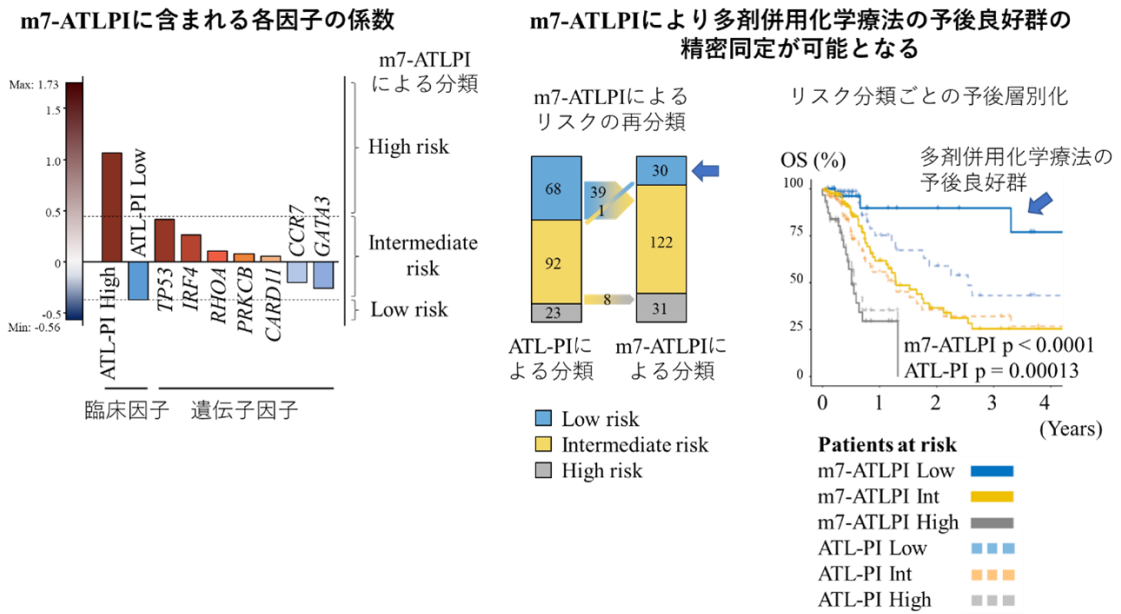 m7-ATLPIに含まれる各因子の係数
m7-ATLPI
による分類
Max: 1.73
1.5
1.0
0.5
0
-0.5
Min: -0.56
High risk
Intermediate
risk
Low risk
ATL-PI High
ATL-PI Low
TP53
IRF4
RHOA
PRKCB
CARD11
CCR7
GATA3
臨床因子
遺伝子因子
m7-ATLPIにより多剤併用化学療法の予後良好群の
精密同定が可能となる
m7-ATLPIによる
リスクの再分類
68
92
23
39
1
8
30
122
31
ATL-PIに
よる分類
m7-ATLPIに
よる分類
Low risk
Intermediate risk
High risk
リスク分類ごとの予後層別化
OS (%)
多剤併用化学療法の
予後良好群
100
75
50
25
0
m7-ATLPI p < 0.0001
ATL-PI p = 0.00013
0 1 2 3 4
(Years)
Patients at risk
m7-ATLPI Low
m7-ATLPI Int
m7-ATLPI High
ATL-PI Low
ATL-PI Int
ATL-PI High